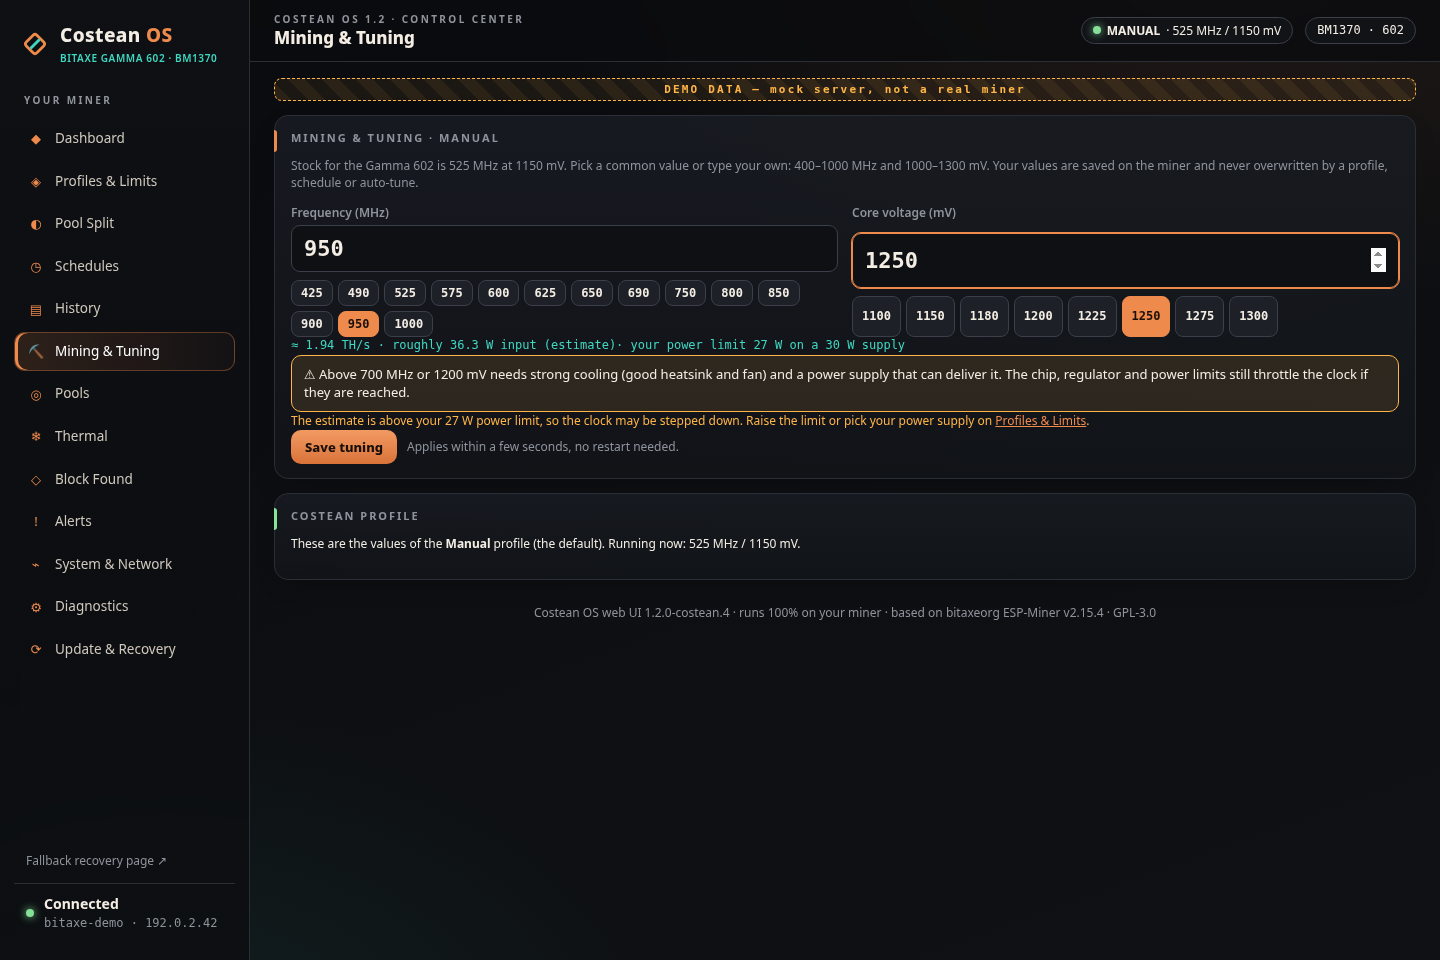 Costean OS
BITAXE GAMMA 602 · BM1370
YOUR MINER
Dashboard
Profiles & Limits
Pool Split
Schedules
History
Mining & Tuning
Pools
Thermal
Block Found
Alerts
System & Network
Diagnostics
Update & Recovery
Fallback recovery page ↗
Connected
bitaxe-demo · 192.0.2.42
COSTEAN OS 1.2 · CONTROL CENTER
Mining & Tuning
MANUAL · 525 MHz / 1150 mV
BM1370 · 602
DEMO DATA — mock server, not a real miner
MINING & TUNING · MANUAL
Stock for the Gamma 602 is 525 MHz at 1150 mV. Pick a common value or type your own: 400–1000 MHz and 1000–1300 mV. Your values are saved on the miner and never overwritten by a profile,
schedule or auto-tune.
Frequency (MHz)
950
425 490 525 575 600 625 650 690 750 800 850
900 950 1000
Core voltage (mV)
1250
1100 1150 1180 1200 1225 1250 1275 1300
≈ 1.94 TH/s · roughly 36.3 W input (estimate)· your power limit 27 W on a 30 W supply
⚠ Above 700 MHz or 1200 mV needs strong cooling (good heatsink and fan) and a power supply that can deliver it. The chip, regulator and power limits still throttle the clock if
they are reached.
The estimate is above your 27 W power limit, so the clock may be stepped down. Raise the limit or pick your power supply on Profiles & Limits.
Save tuning
Applies within a few seconds, no restart needed.
COSTEAN PROFILE
These are the values of the Manual profile (the default). Running now: 525 MHz / 1150 mV.
Costean OS web UI 1.2.0-costean.4 · runs 100% on your miner · based on bitaxeorg ESP-Miner v2.15.4 · GPL-3.0